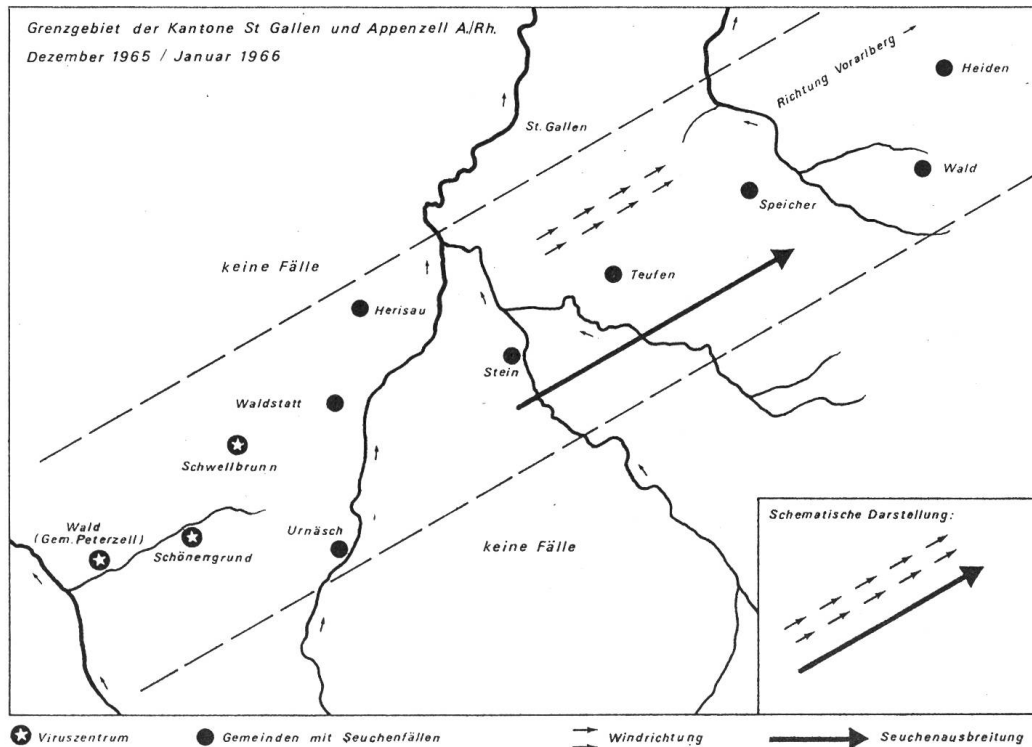 Grenzgebiet der Kantone St Gallen und Appenzell A./Rh.
Dezember 1965 / Januar 1966
Richtung Vorarlberg
Heiden
St. Gallen
Wald
Speicher
keine Fälle
Teufen
Herisau
Stein
Waldstatt
Schwellbrunn
Wald
(Gem. Peterzell)
Schönengrund
Urnäsch
keine Fälle
Schematische Darstellung:
Viruszentrum
Gemeinden mit Seuchenfällen
Windrichtung
Seuchenausbreitung